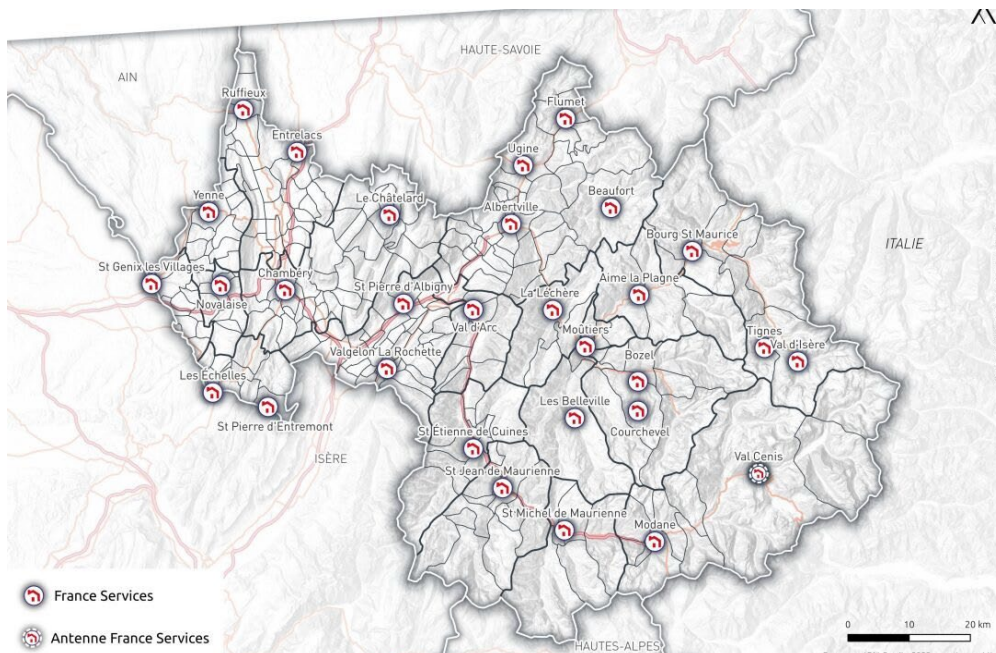 HAUTE-SAVOIE
AIN
Ruffieux
Flumet
Entrelacs
Ugine
Yenne
Le Châtelard
Beaufort
Albertville
Bourg St Maurice
ITALIE
St Genix les Villages
Chambéry
Aime la Plagne
St Pierre d'Albigny
La Léchère
Novalaise
Val d'Arc
Moûtiers
Tignes
Val d'Isère
Valgelon La Rochette
Bozel
Les Échelles
Les Belleville
St Pierre d'Entremont
St Étienne de Cuines
Courchevel
ISÈRE
Val Cenis
St Jean de Maurienne
St Michel de Maurienne
Modane
France Services
Antenne France Services
HAUTES-ALPES
0 10 20 km